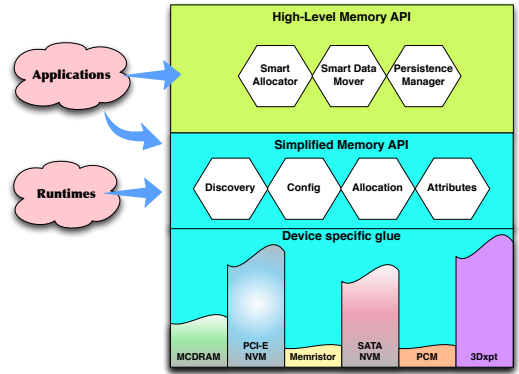 High-Level Memory API
Applications
Smart
Allocator
Smart Data
Mover
Persistence
Manager
Simplified Memory API
Runtimes
Discovery
Config
Allocation
Attributes
Device specific glue
MCDRAM
PCI-E
NVM
Memristor
SATA
NVM
PCM
3Dxpt